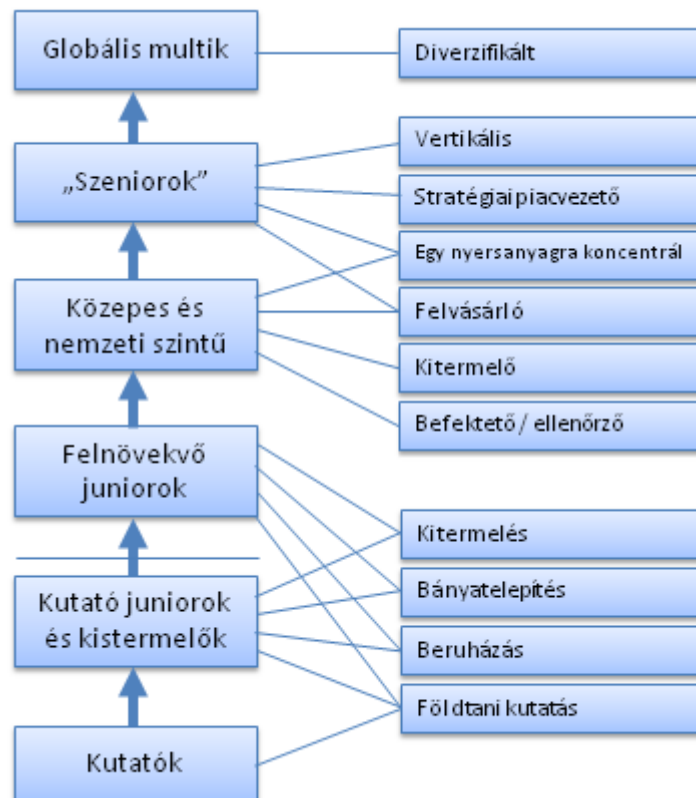 Globális multik
Diverzifikált
Vertikális
„Szeniorok”
Stratégiai piacvezető
Egy nyersanyagra koncentrál
Közepes és
nemzeti szintű
Felvásárló
Kitermelő
Befektető / ellenőrző
Felnövekvő
juniorok
Kitermelés
Kutató juniorok
és kistermelők
Bányatelepítés
Beruházás
Földtani kutatás
Kutatók